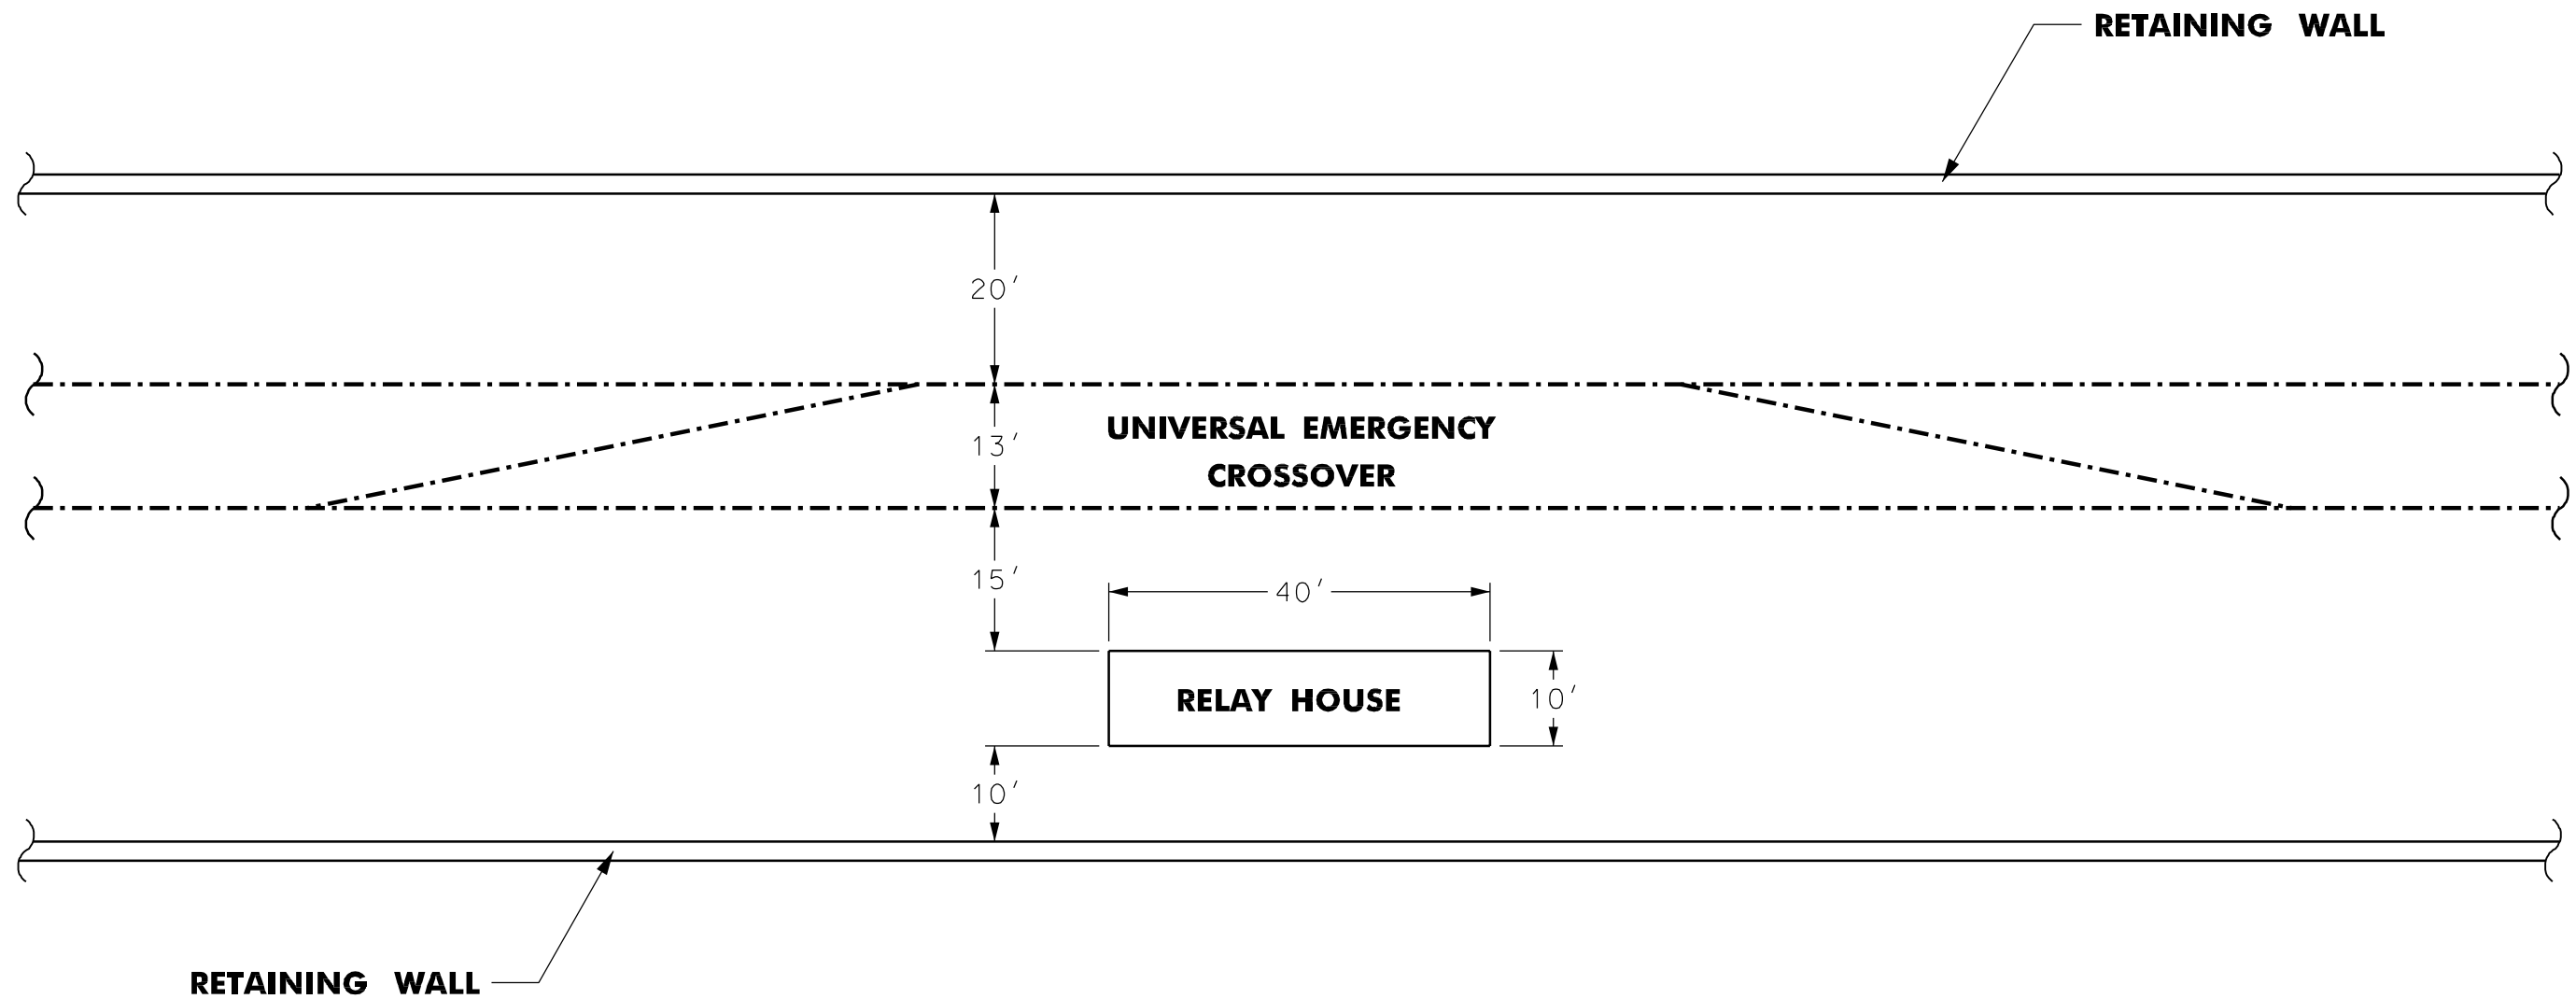 RETAINING WALL
20'
UNIVERSAL EMERGENCY
13'
CROSSOVER
15'
40'
RELAY HOUSE
10'
10'
RETAINING WALL